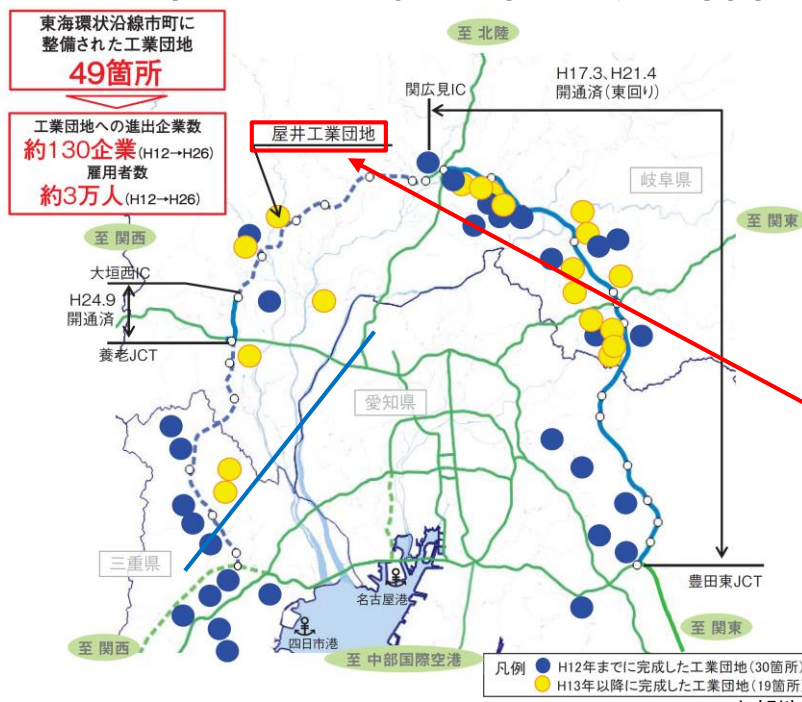 東海環状沿線市町に
整備された工業団地
49箇所
工業団地への進出企業数
約130企業(H12→H26)
雇用者数
約3万人(H12→H26)
至 北陸
関広見IC
H17.3、H21.4
開通済(東回り)
屋井工業団地
岐阜県
至 関西
至 関東
大垣西IC
H24.9
開通済
養老JCT
愛知県
三重県
名古屋港
豊田東JCT
四日市港
至 関西
至 関東
至 中部国際空港
凡例
H12年までに完成した工業団地(30箇所)
H13年以降に完成した工業団地(19箇所)